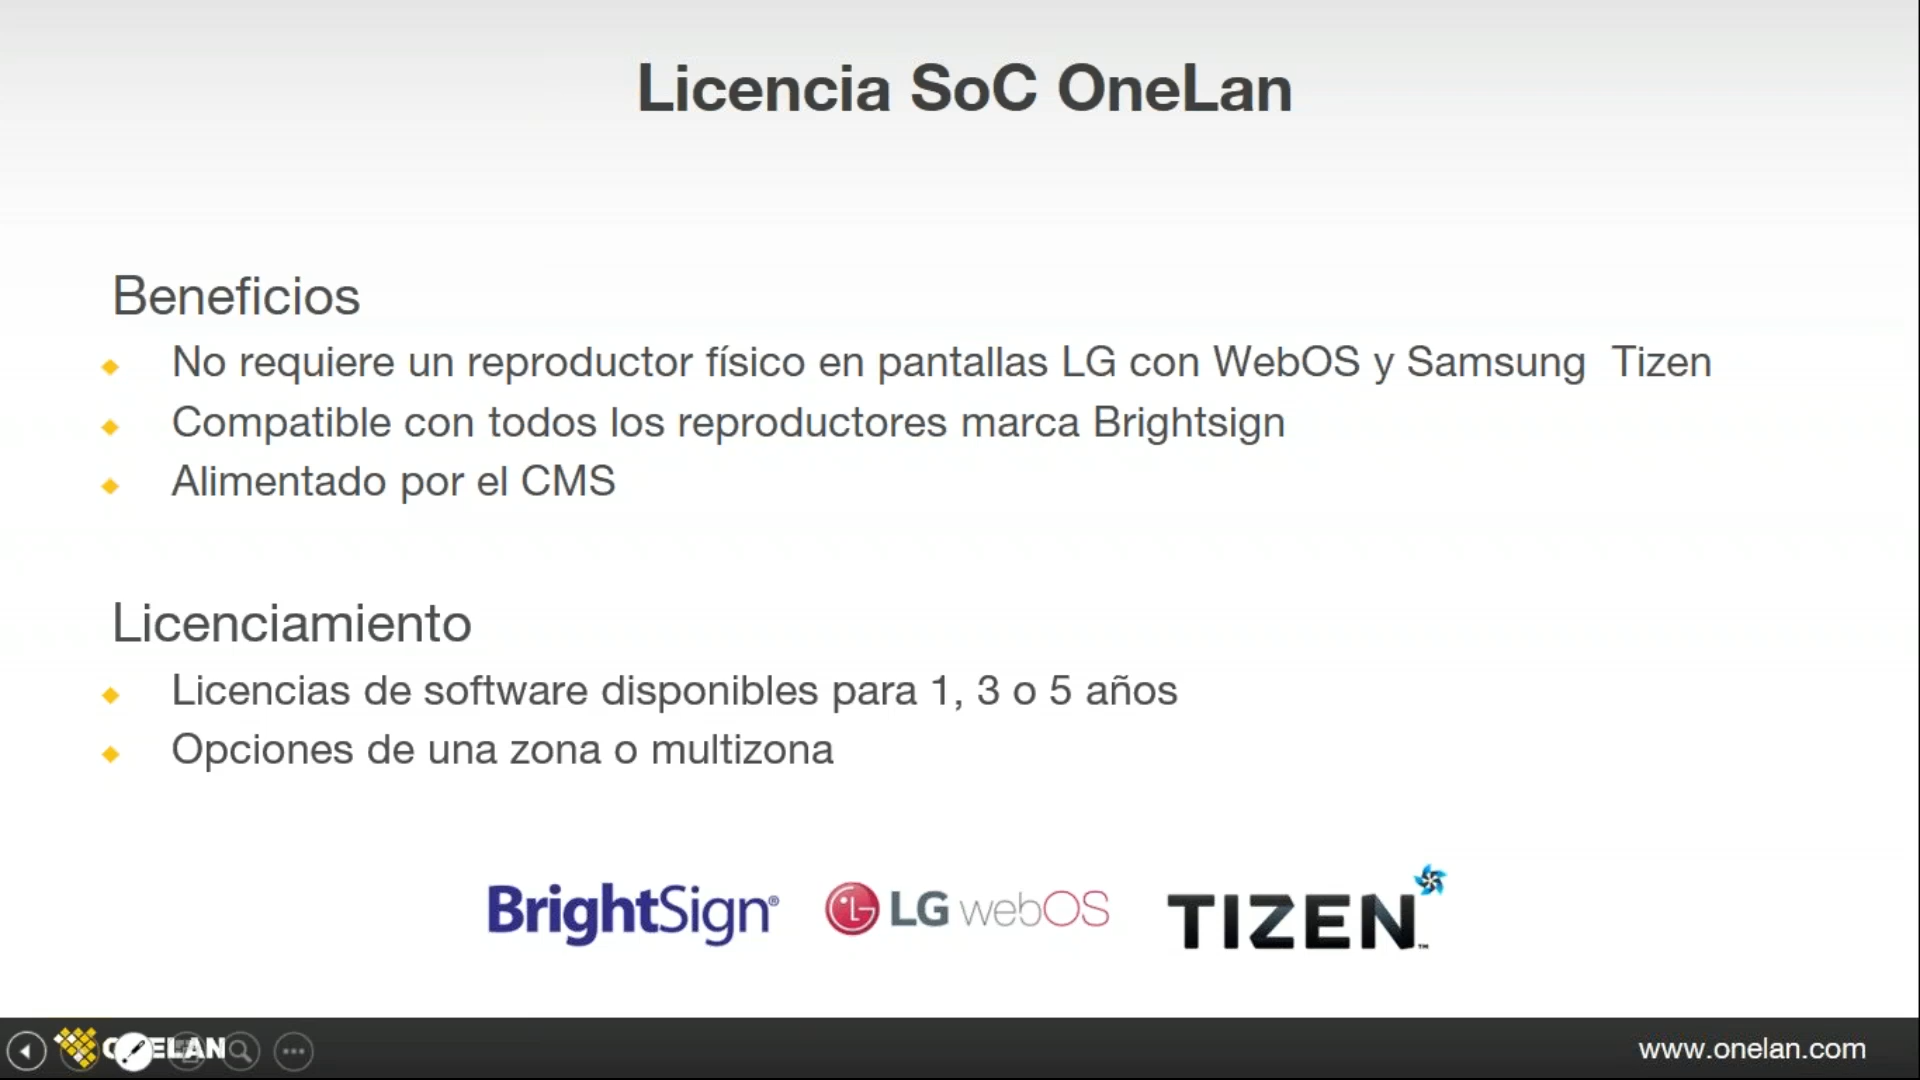 Licencia SoC OneLan
Beneficios
No requiere un reproductor físico en pantallas LG con WebOS y Samsung Tizen
Compatible con todos los reproductores marca Brightsign
Alimentado por el CMS
Licenciamiento
Licencias de software disponibles para 1, 3 o 5 años
Opciones de una zona o multizona
BrightSign® LG webOS TIZEN™
ONELAN www.onelan.com